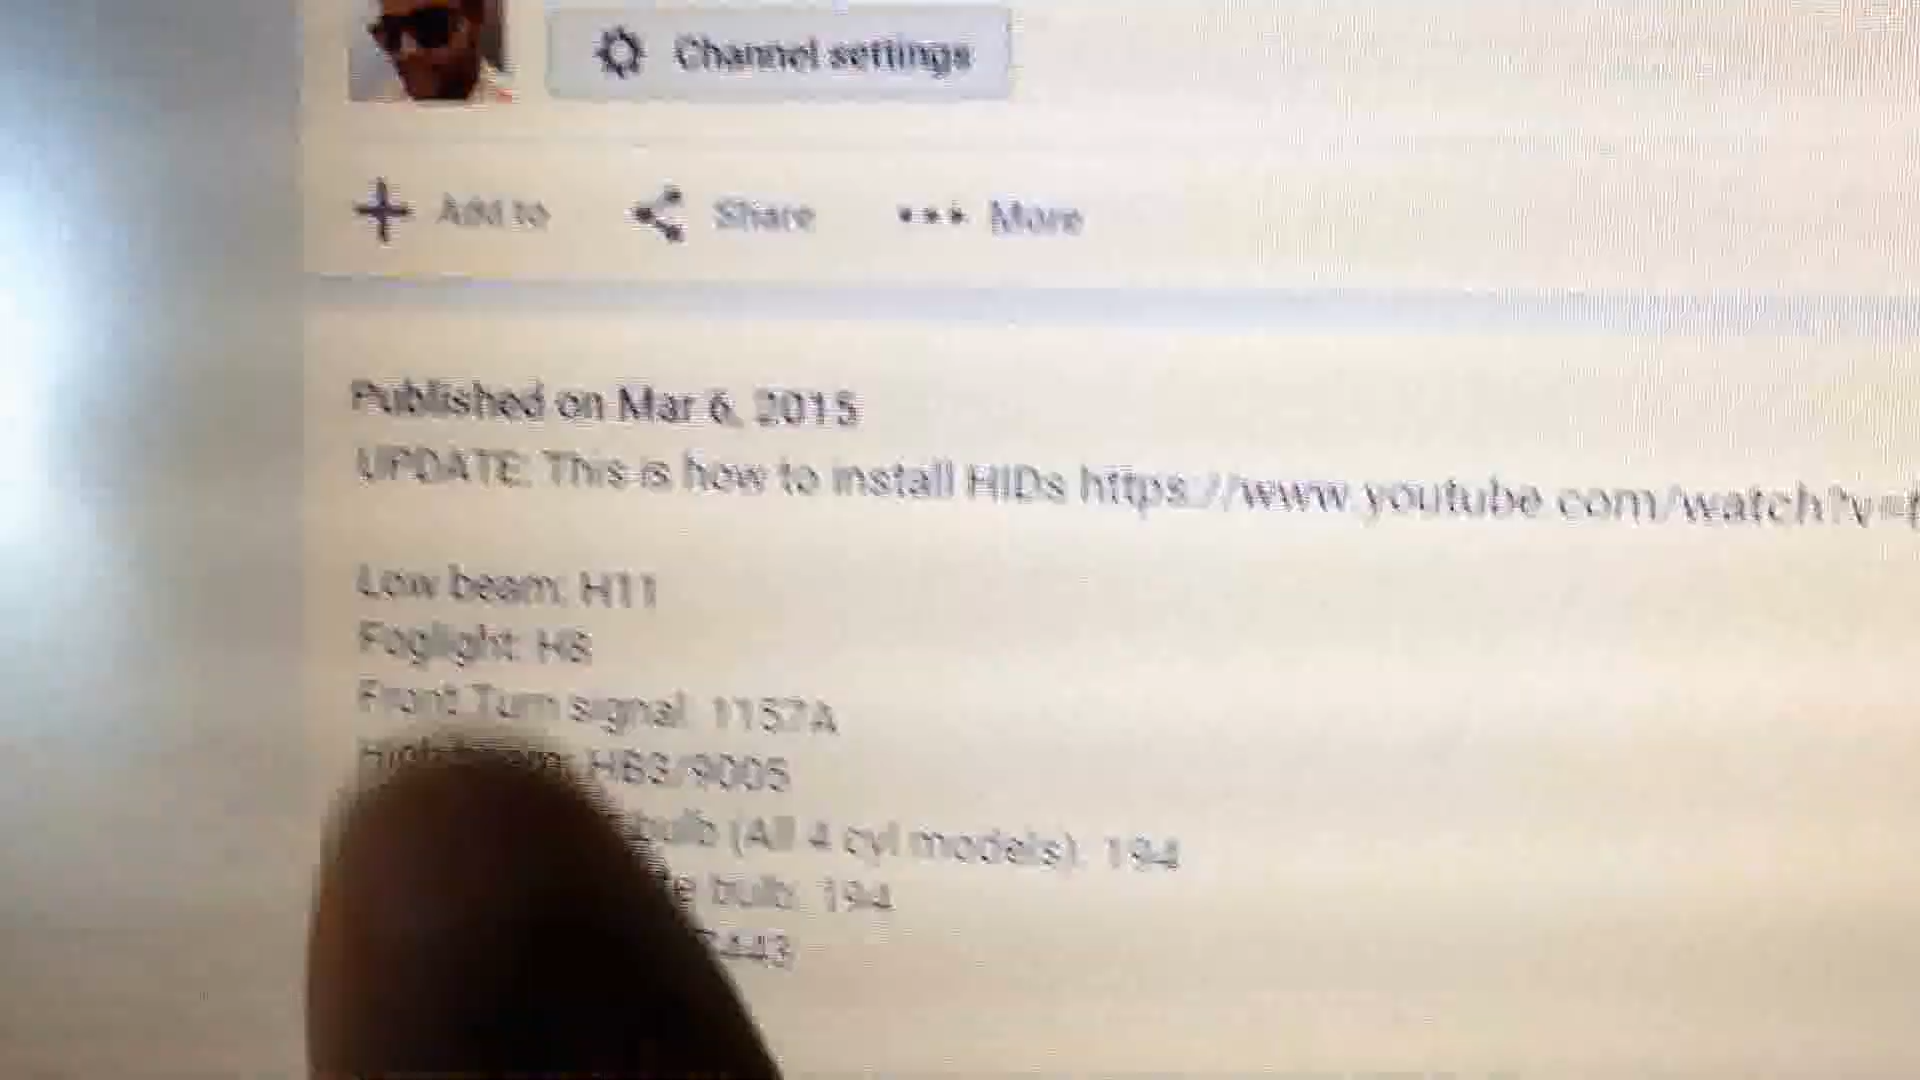 Channel settings
Add to
Share
More
Published on Mar 6, 2015
UPDATE: This is how to install HIDs https://www.youtube.com/watch?v=
Low beam: H11
Foglight: H8
Front Turn signal: 1157A
High beam: HB3/9005
bulb (All 4 cyl models): 194
bulb: 194